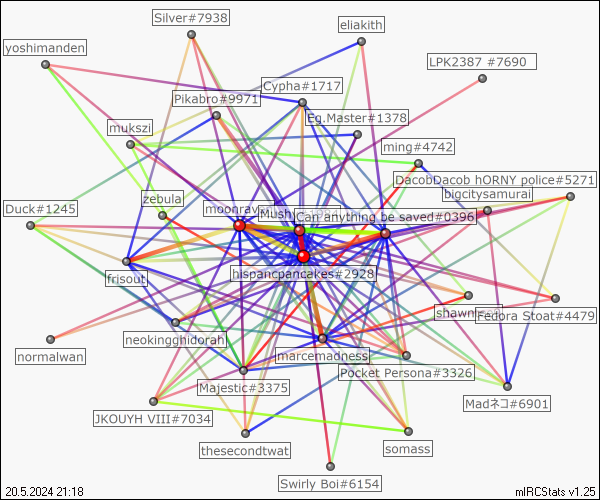 Silver#7938
eliakith
yoshimanden
LPK2387 #7690
Cypha#1717
Pikabro#9971
Eg.Master#1378
mukszi
ming#4742
DacobDacob hORNY police#5271
bigcitysamurai
zebula
moonrav
Mush
Duck#1245
Can anything be saved#0396
hispancpancakes#2928
frisout
shawn
Fedora Stoat#4479
neokingghidorah
normalwan
marcemadness
Pocket Persona#3326
Majestic#3375
Madネコ#6901
JKOUYH VIII#7034
thesecondtwat
somass
Swirly Boi#6154
20.5.2024 21:18
mIRCStats v1.25